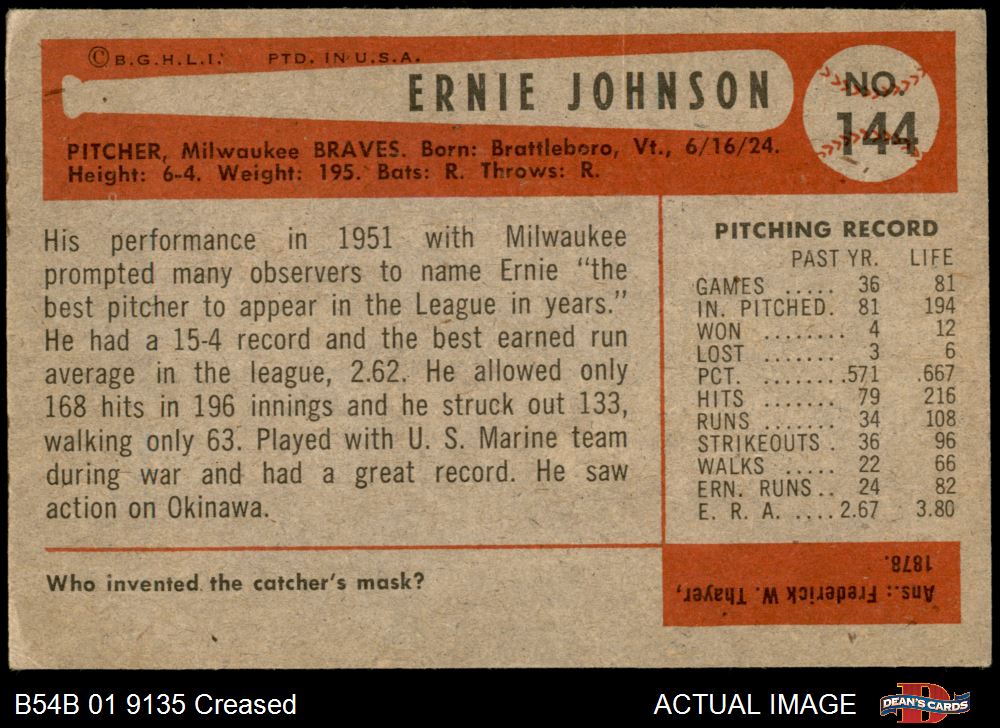 ©B.G.H.L.I. PTD. IN U.S.A.
ERNIE JOHNSON
NO.
144
PITCHER, Milwaukee BRAVES. Born: Brattleboro, Vt., 6/16/24.
Height: 6-4. Weight: 195. Bats: R. Throws: R.
His performance in 1951 with Milwaukee
prompted many observers to name Ernie “the
best pitcher to appear in the League in years.”
He had a 15-4 record and the best earned run
average in the league, 2.62. He allowed only
168 hits in 196 innings and he struck out 133,
walking only 63. Played with U. S. Marine team
during war and had a great record. He saw
action on Okinawa.
PITCHING RECORD
PAST YR. LIFE
GAMES ..... 36 81
IN. PITCHED. 81 194
WON ........ 4 12
LOST ....... 3 6
PCT. ........571 .667
HITS ....... 79 216
RUNS ....... 34 108
STRIKEOUTS . 36 96
WALKS ..... 22 66
ERN. RUNS.. 24 82
E. R. A. ....2.67 3.80
Who invented the catcher's mask?
Ans.: Frederick W. Thayer,
1878.
B54B 01 9135 Creased
ACTUAL IMAGE
D
DEAN'S CARDS